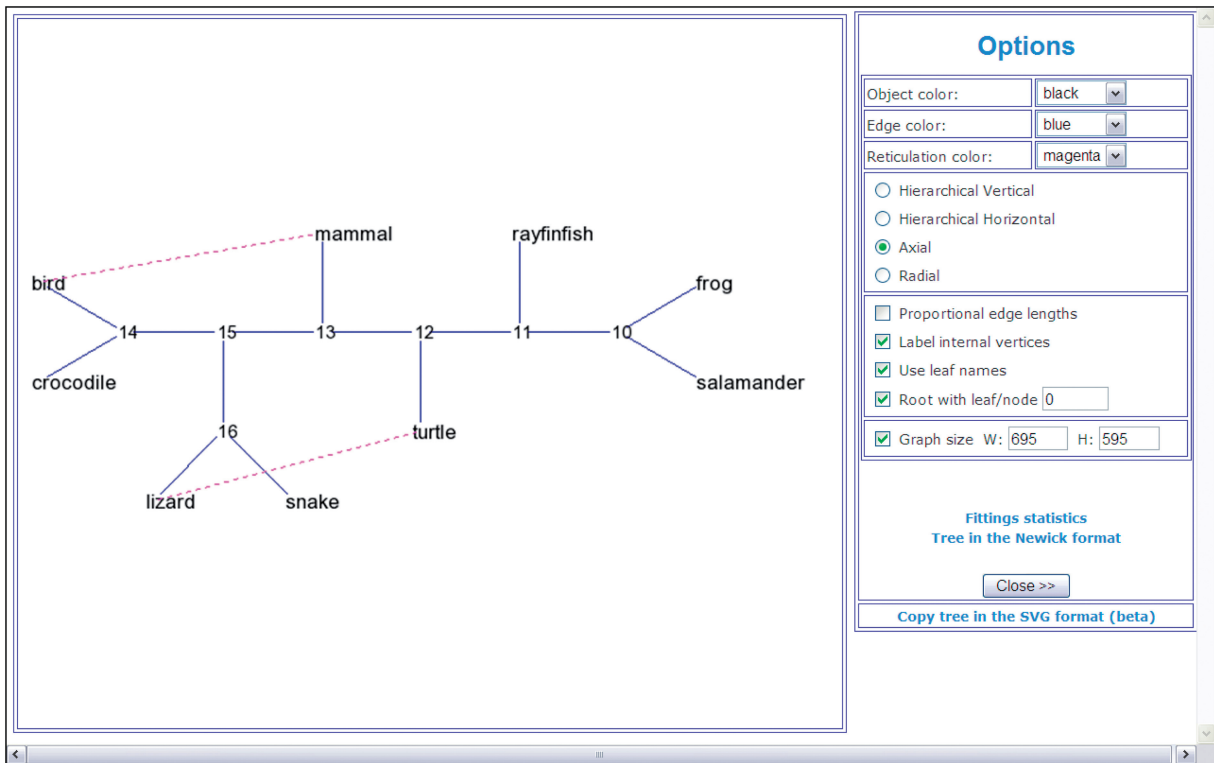 mammal
rayfinfish
bird
frog
14
15
13
12
11
10
crocodile
salamander
16
turtle
lizard
snake
Options
Object color: black
Edge color: blue
Reticulation color: magenta
Hierarchical Vertical
Hierarchical Horizontal
Axial
Radial
Proportional edge lengths
Label internal vertices
Use leaf names
Root with leaf/node 0
Graph size W: 695 H: 595
Fittings statistics
Tree in the Newick format
Close >>
Copy tree in the SVG format (beta)